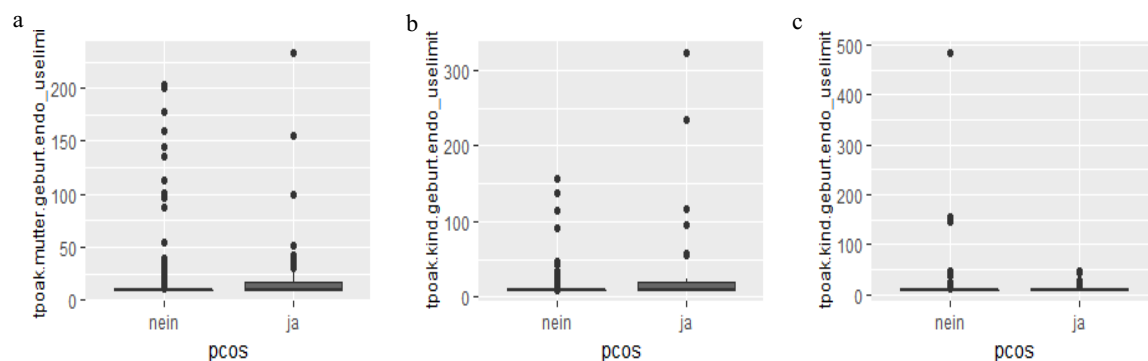 a
tpoak.mutter.geburt.endo_uselimi
200
150
100
50
0
nein ja
pcos
b
tpoak.kind.geburt.endo_uselimit
300
200
100
0
nein ja
pcos
c
tpoak.kind.geburt.endo_uselimit
500
400
300
200
100
0
nein ja
pcos